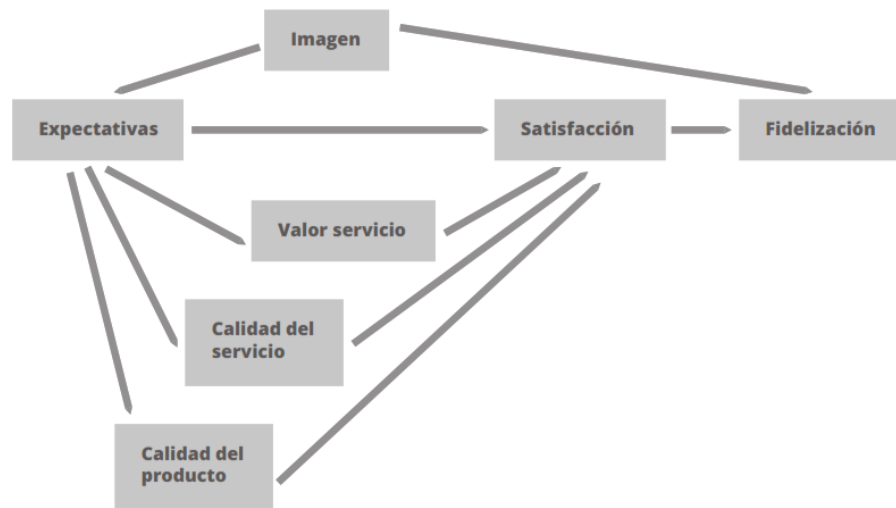 Imagen
Expectativas
Satisfacción
Fidelización
Valor servicio
Calidad del
servicio
Calidad del
producto